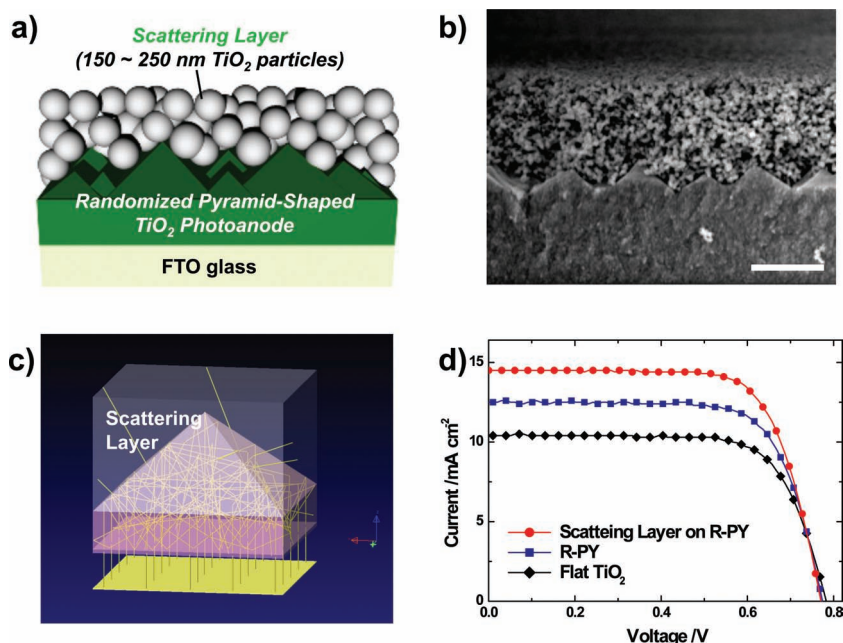 a)
Scattering Layer
(150 ~ 250 nm TiO₂ particles)
Randomized Pyramid-Shaped
TiO₂ Photoanode
FTO glass
b)
c)
Scattering
Layer
d)
15
10
5
0
Current /mA cm⁻²
Scatteing Layer on R-PY
R-PY
Flat TiO₂
0.0
0.2
0.4
0.6
0.8
Voltage /V